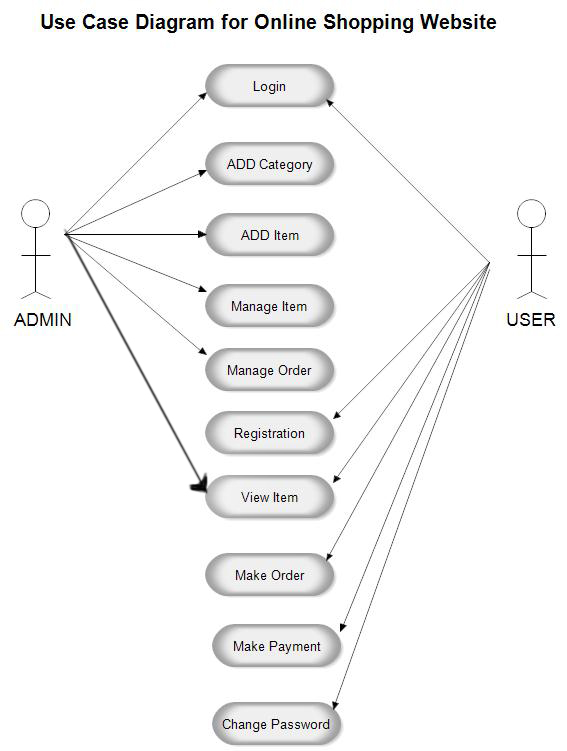 Use Case Diagram for Online Shopping Website
Login
ADD Category
ADD Item
ADMIN
USER
Manage Item
Manage Order
Registration
View Item
Make Order
Make Payment
Change Password